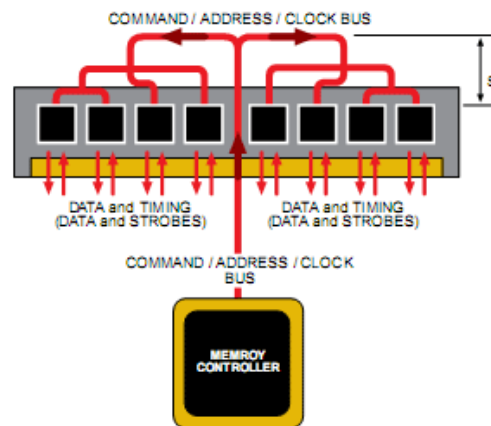 COMMAND / ADDRESS / CLOCK BUS
DATA and TIMING
(DATA and STROBES)
DATA and TIMING
(DATA and STROBES)
COMMAND / ADDRESS / CLOCK
BUS
MEMROY
CONTROLLER